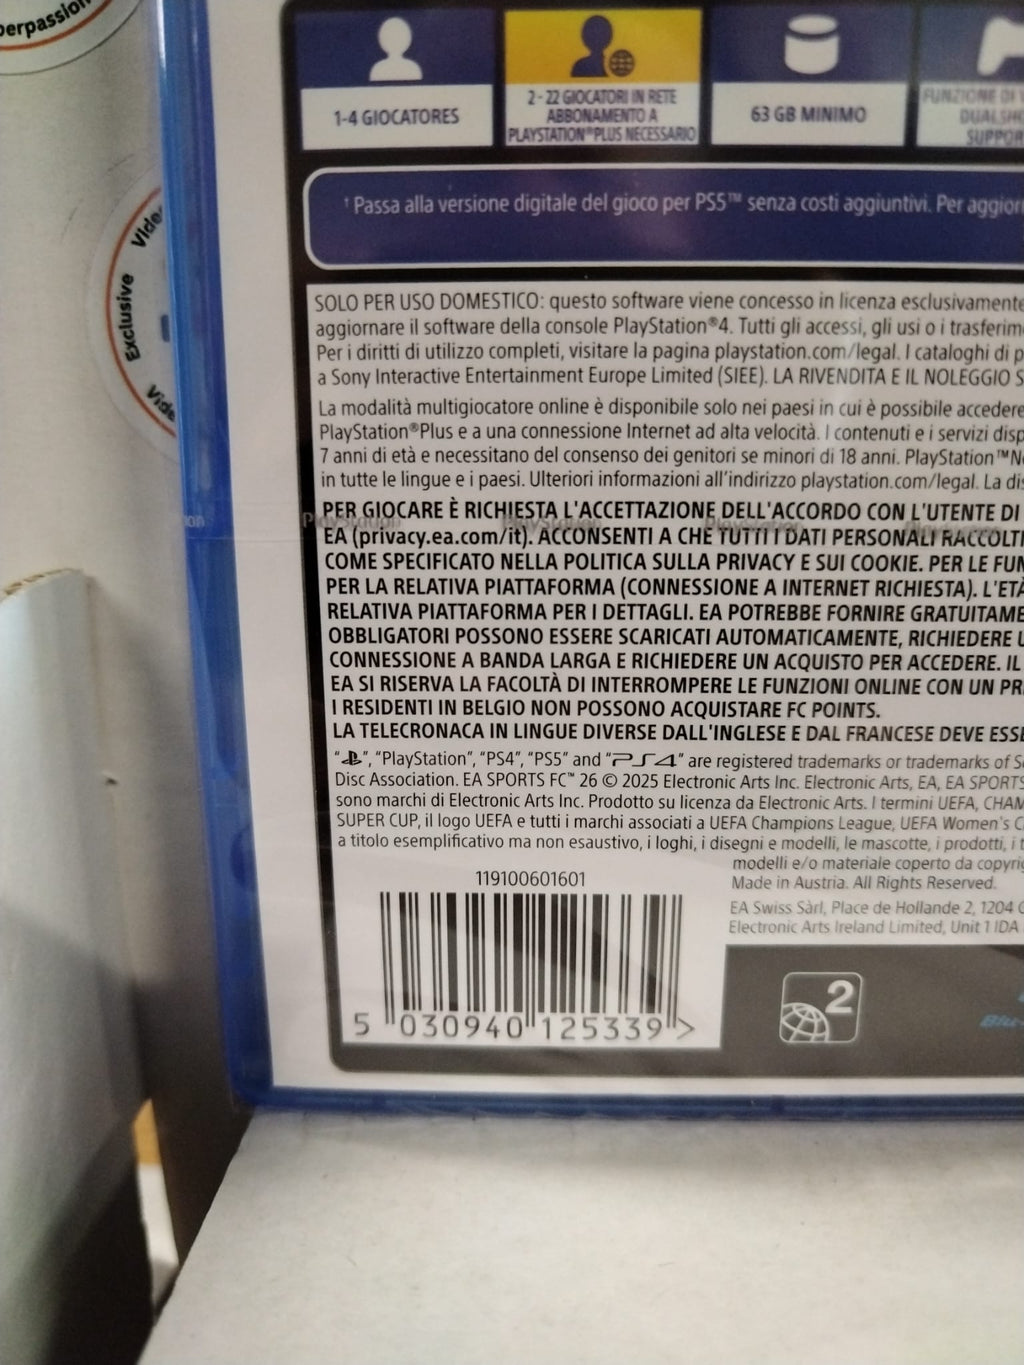 erpassion
Exclusive
Vide
Vide
1-4 GIOCATORES
2 - 22 GIOCATORI IN RETE
ABBONAMENTO A
PLAYSTATION®PLUS NECESSARIO
63 GB MINIMO
FUNZIONE DI
DUALSH
SUPPOR
† Passa alla versione digitale del gioco per PS5™ senza costi aggiuntivi. Per aggior
SOLO PER USO DOMESTICO: questo software viene concesso in licenza esclusivamente
aggiornare il software della console PlayStation®4. Tutti gli accessi, gli usi o i trasferim
Per i diritti di utilizzo completi, visitare la pagina playstation.com/legal. I cataloghi di p
a Sony Interactive Entertainment Europe Limited (SIEE). LA RIVENDITA E IL NOLEGGIO S
La modalità multigiocatore online è disponibile solo nei paesi in cui è possibile accedere
PlayStation®Plus e a una connessione Internet ad alta velocità. I contenuti e i servizi disp
7 anni di età e necessitano del consenso dei genitori se minori di 18 anni. PlayStation™Ne
in tutte le lingue e i paesi. Ulteriori informazioni all'indirizzo playstation.com/legal. La dis
PER GIOCARE È RICHIESTA L'ACCETTAZIONE DELL'ACCORDO CON L'UTENTE DI
EA (privacy.ea.com/it). ACCONSENTI A CHE TUTTI I DATI PERSONALI RACCOLTI
COME SPECIFICATO NELLA POLITICA SULLA PRIVACY E SUI COOKIE. PER LE FUN
PER LA RELATIVA PIATTAFORMA (CONNESSIONE A INTERNET RICHIESTA). L'ETÀ
RELATIVA PIATTAFORMA PER I DETTAGLI. EA POTREBBE FORNIRE GRATUITAME
OBBLIGATORI POSSONO ESSERE SCARICATI AUTOMATICAMENTE, RICHIEDERE U
CONNESSIONE A BANDA LARGA E RICHIEDERE UN ACQUISTO PER ACCEDERE. IL
EA SI RISERVA LA FACOLTÀ DI INTERROMPERE LE FUNZIONI ONLINE CON UN PR
I RESIDENTI IN BELGIO NON POSSONO ACQUISTARE FC POINTS.
LA TELECRONACA IN LINGUE DIVERSE DALL'INGLESE E DAL FRANCESE DEVE ESSE
"", "PlayStation", "PS4", "PS5" and "PS4" are registered trademarks or trademarks of S
Disc Association. EA SPORTS FC™ 26 © 2025 Electronic Arts Inc. Electronic Arts, EA, EA SPORTS
sono marchi di Electronic Arts Inc. Prodotto su licenza da Electronic Arts. I termini UEFA, CHAM
SUPER CUP, il logo UEFA e tutti i marchi associati a UEFA Champions League, UEFA Women's C
a titolo esemplificativo ma non esaustivo, i loghi, i disegni e modelli, le mascotte, i prodotti, i t
modelli e/o materiale coperto da copyrig
Made in Austria. All Rights Reserved.
EA Swiss Sàrl, Place de Hollande 2, 1204 G
Electronic Arts Ireland Limited, Unit 1 IDA
119100601601
5 030940 125339 >
2
Blu-
PlayStation PlayStation PlayStation PlayStation